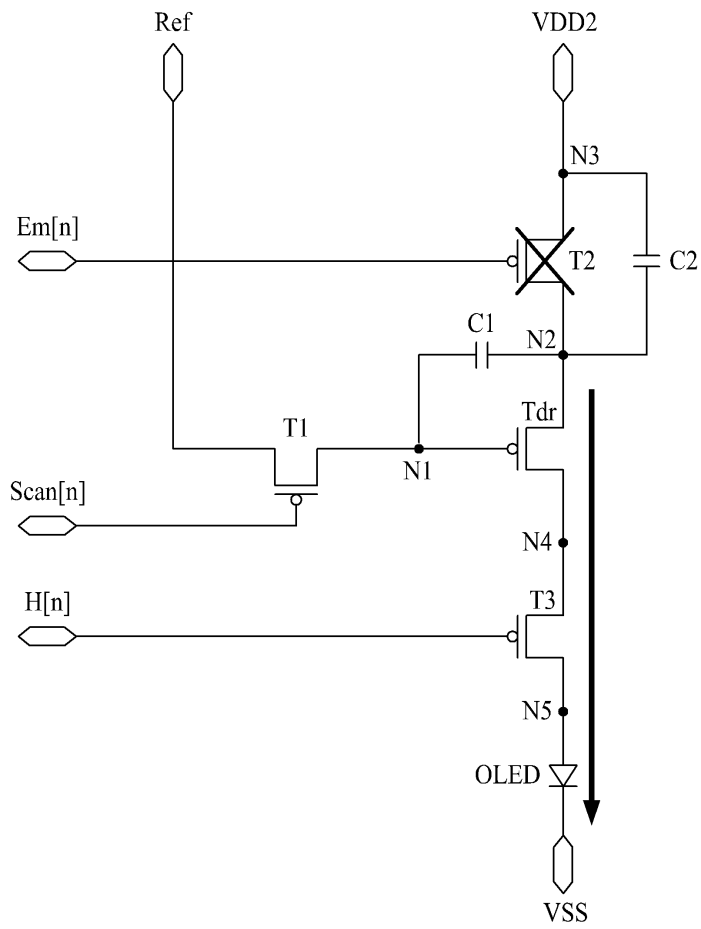 Ref
VDD2
N3
Em[n]
T2
C2
C1
N2
Tdr
T1
N1
Scan[n]
N4
H[n]
T3
N5
OLED
VSS